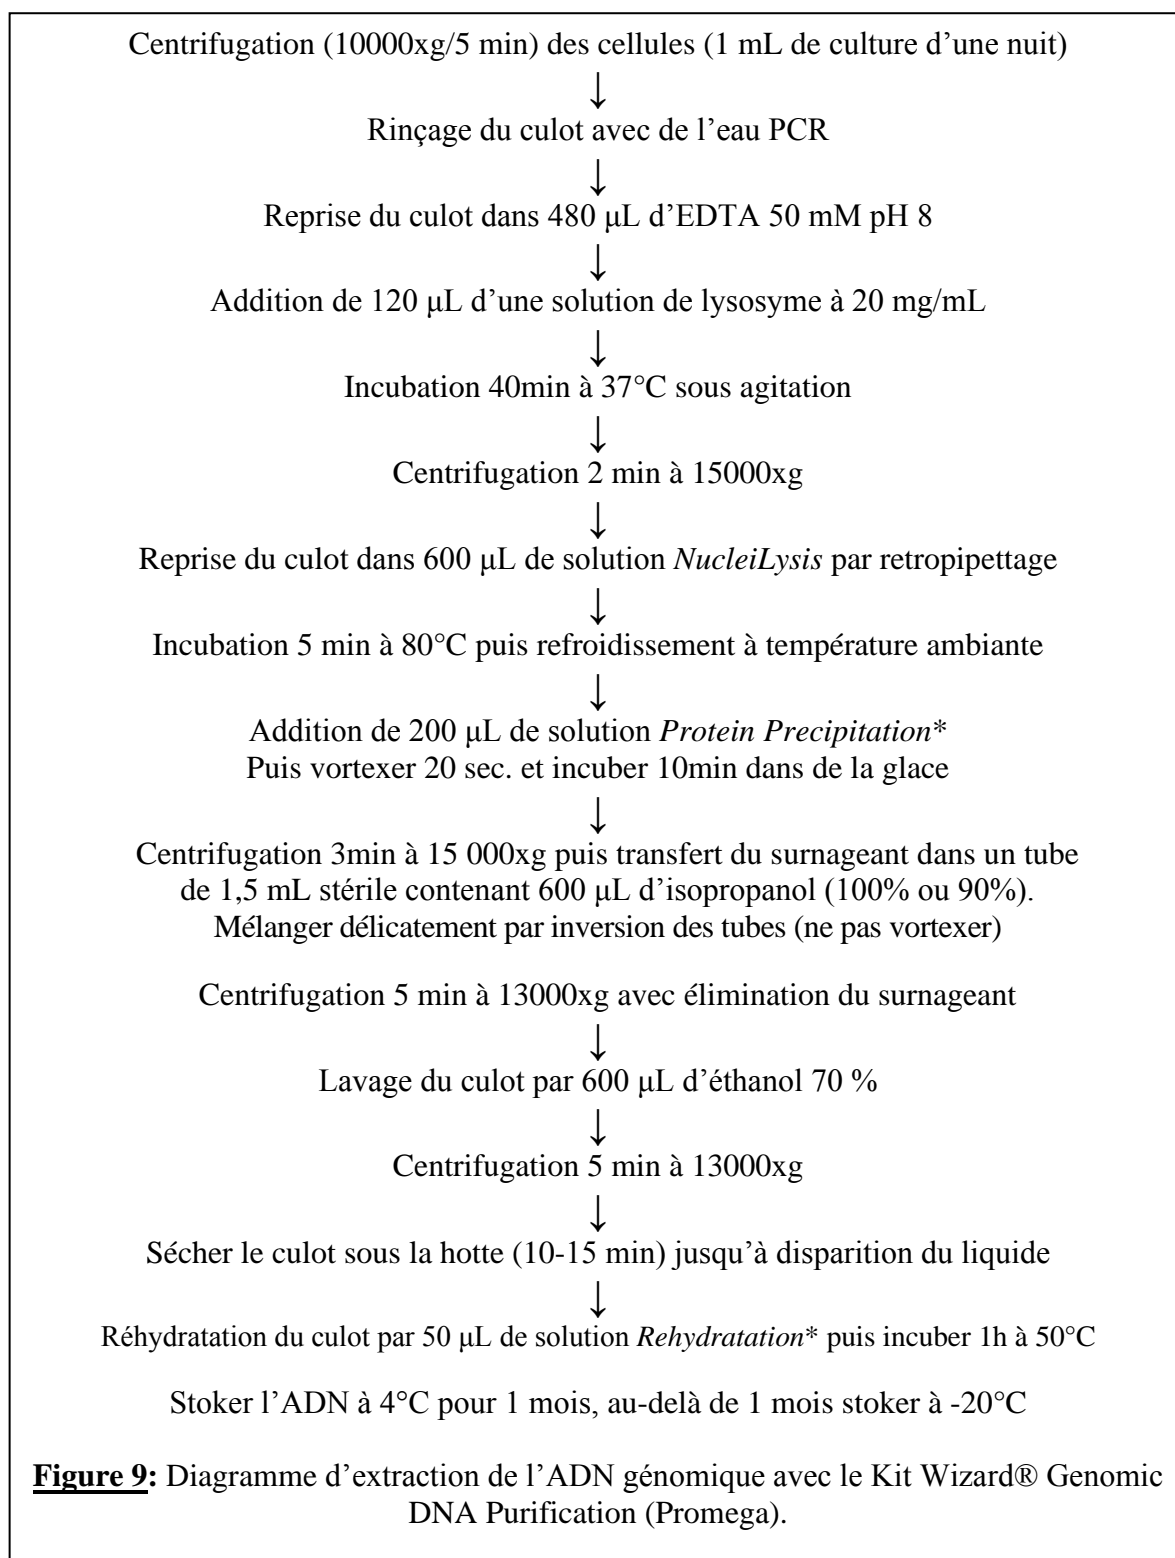 Centrifugation (10000xg/5 min) des cellules (1 mL de culture d’une nuit)
↓
Rinçage du culot avec de l’eau PCR
↓
Reprise du culot dans 480 µL d’EDTA 50 mM pH 8
↓
Addition de 120 µL d’une solution de lysosyme à 20 mg/mL
↓
Incubation 40min à 37°C sous agitation
↓
Centrifugation 2 min à 15000xg
↓
Reprise du culot dans 600 µL de solution NucleiLysis par retropipettage
↓
Incubation 5 min à 80°C puis refroidissement à température ambiante
↓
Addition de 200 µL de solution Protein Precipitation*
Puis vortexer 20 sec. et incuber 10min dans de la glace
↓
Centrifugation 3min à 15 000xg puis transfert du surnageant dans un tube
de 1,5 mL stérile contenant 600 µL d’isopropanol (100% ou 90%).
Mélanger délicatement par inversion des tubes (ne pas vortexer)
Centrifugation 5 min à 13000xg avec élimination du surnageant
↓
Lavage du culot par 600 µL d’éthanol 70 %
↓
Centrifugation 5 min à 13000xg
↓
Sécher le culot sous la hotte (10-15 min) jusqu’à disparition du liquide
↓
Réhydratation du culot par 50 µL de solution Rehydratation* puis incuber 1h à 50°C
Stoker l’ADN à 4°C pour 1 mois, au-delà de 1 mois stoker à -20°C
Figure 9: Diagramme d’extraction de l’ADN génomique avec le Kit Wizard® Genomic
DNA Purification (Promega).